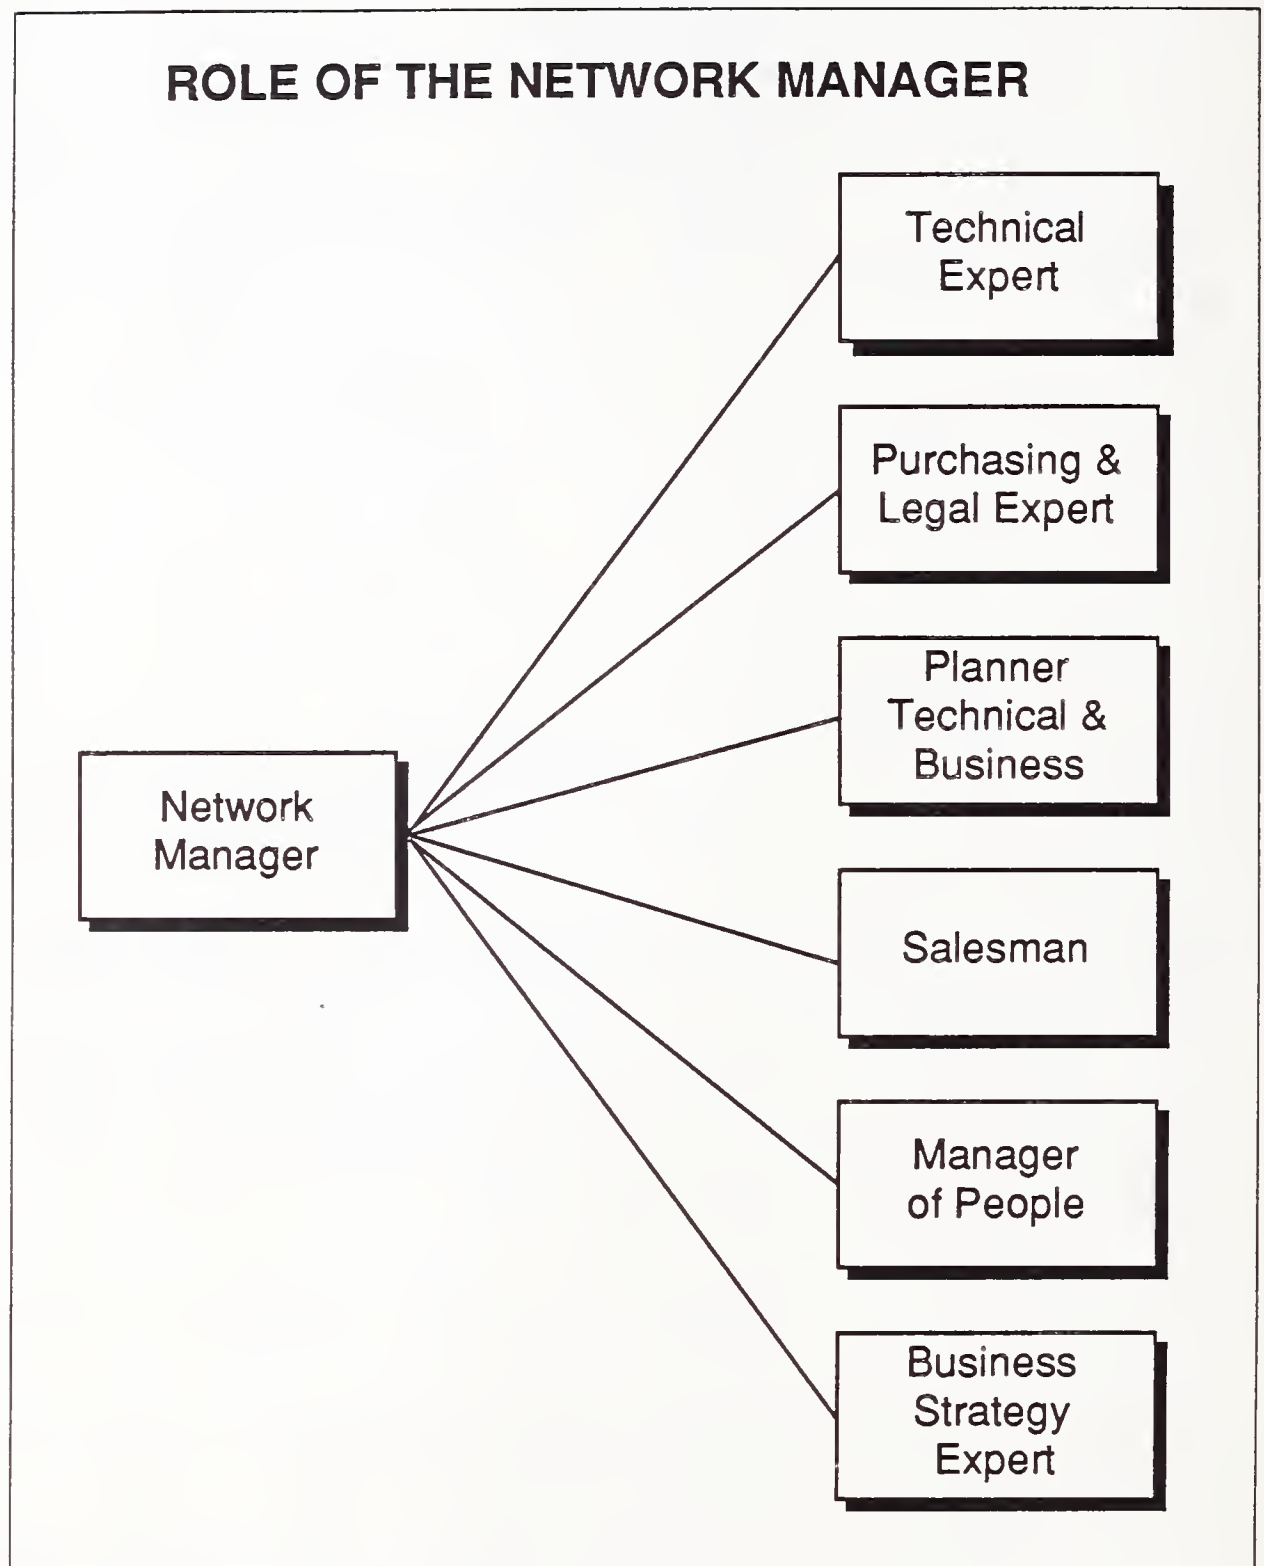 ROLE OF THE NETWORK MANAGER
Technical
Expert
Purchasing &
Legal Expert
Planner
Technical &
Business
Network
Manager
Salesman
Manager
of People
Business
Strategy
Expert